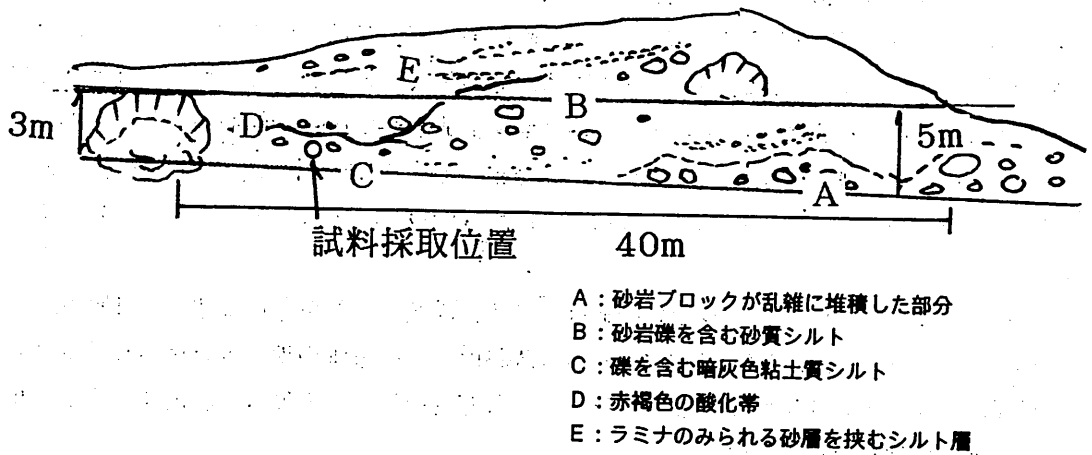 E
B
3m
D
5m
C
A
試料採取位置
40m
A：砂岩ブロックが乱雑に堆積した部分
B：砂岩礫を含む砂質シルト
C：礫を含む暗灰色粘土質シルト
D：赤褐色の酸化帯
E：ラミナのみられる砂層を挟むシルト層